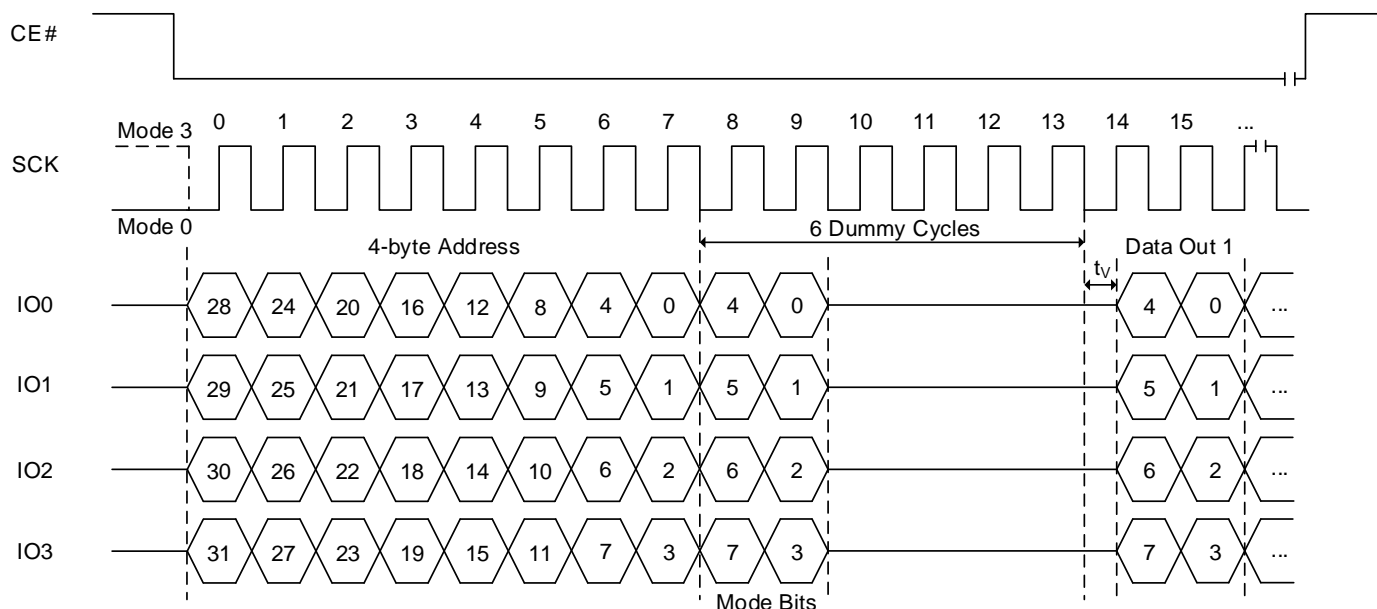 CE#
Mode 3 0 1 2 3 4 5 6 7 8 9 10 11 12 13 14 15 ...
SCK
Mode 0
6 Dummy Cycles
4-byte Address Data Out 1
tV
IO0 28 24 20 16 12 8 4 0 4 0 4 0 ...
IO1 29 25 21 17 13 9 5 1 5 1 5 1 ...
IO2 30 26 22 18 14 10 6 2 6 2 6 2 ...
IO3 31 27 23 19 15 11 7 3 7 3 7 3 ...
Mode Bits